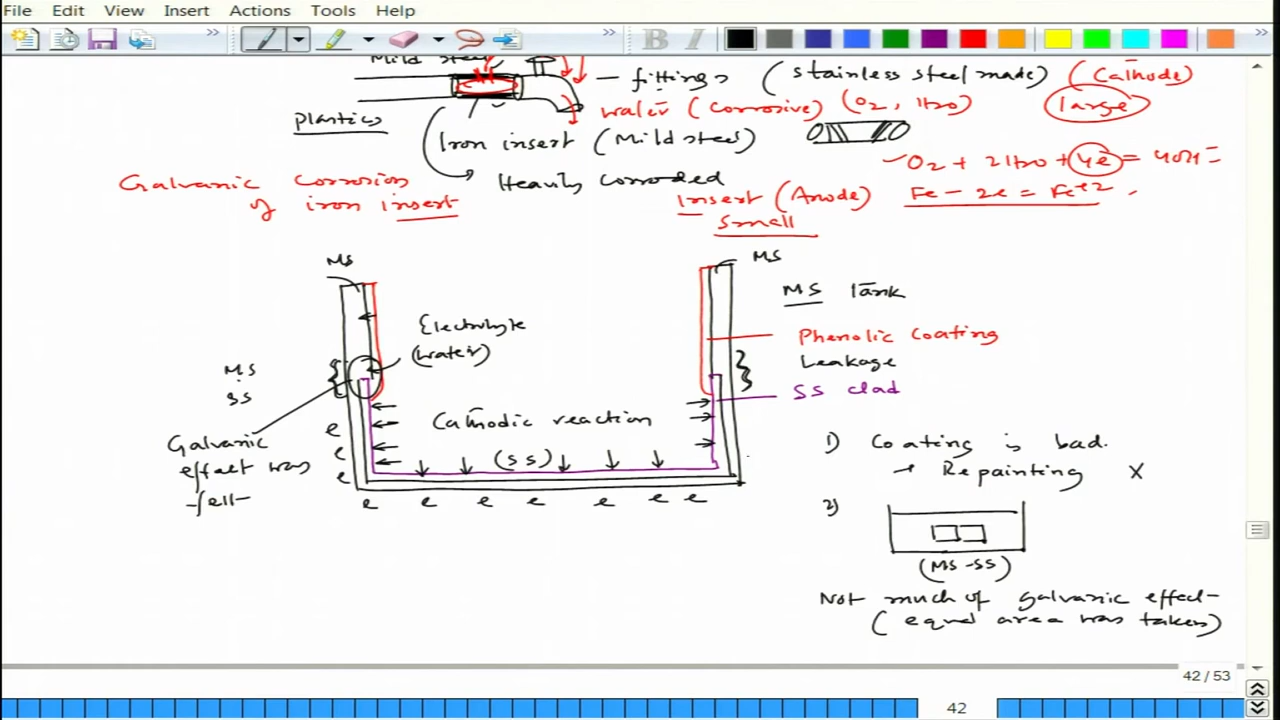 File Edit View Insert Actions Tools Help
Mild steel
fittings (stainless steel made) (Cathode)
water (corrosive) (O2, H2O) large
Plastics
Iron insert (Mild steel)
O2 + 2H2O + 4e = 4OH-
Galvanic corrosion
of iron insert
Heavily corroded
Insert (Anode) Fe - 2e = Fe+2
small
MS
MS
MS Tank
Electrolyte
(water)
Phenolic coating
Leakage
MS
SS
SS clad
Cathodic reaction
(SS)
Galvanic
effect was
felt
e
e
e
e e e e e e e
1) Coating is bad.
→ Repainting X
2)
(MS-SS)
Not much of galvanic effect
(equal area was taken)
42 / 53
42